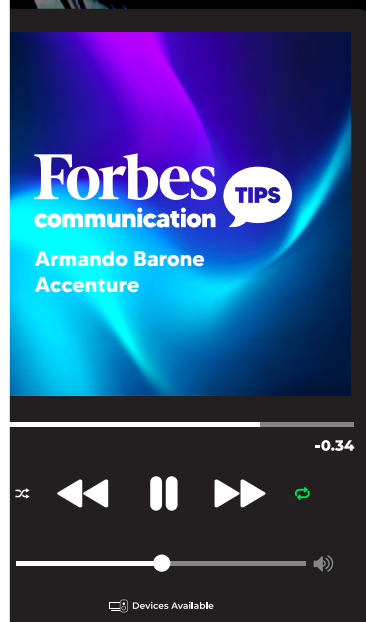 Forbes
TIPS
communication
Armando Barone
Accenture
-0.34
Devices Available